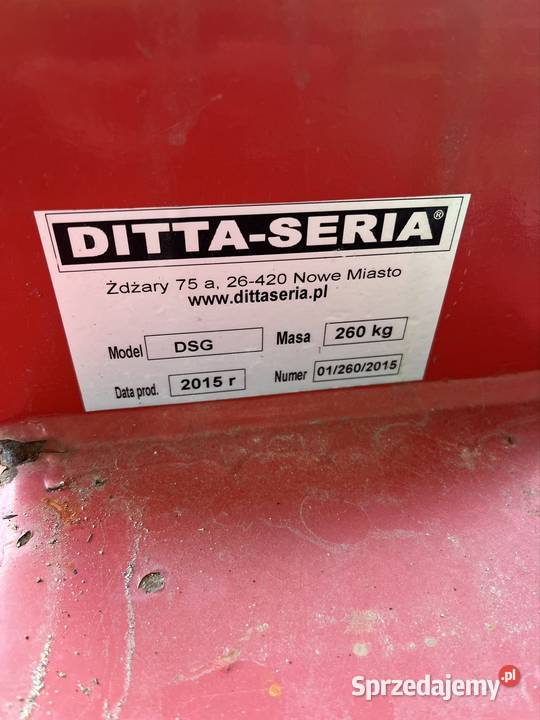 DITTA-SERIA®
Żdżary 75 a, 26-420 Nowe Miasto
www.dittaseria.pl
Model DSG Masa 260 kg
Data prod. 2015 r Numer 01/260/2015
Sprzedajemy.pl